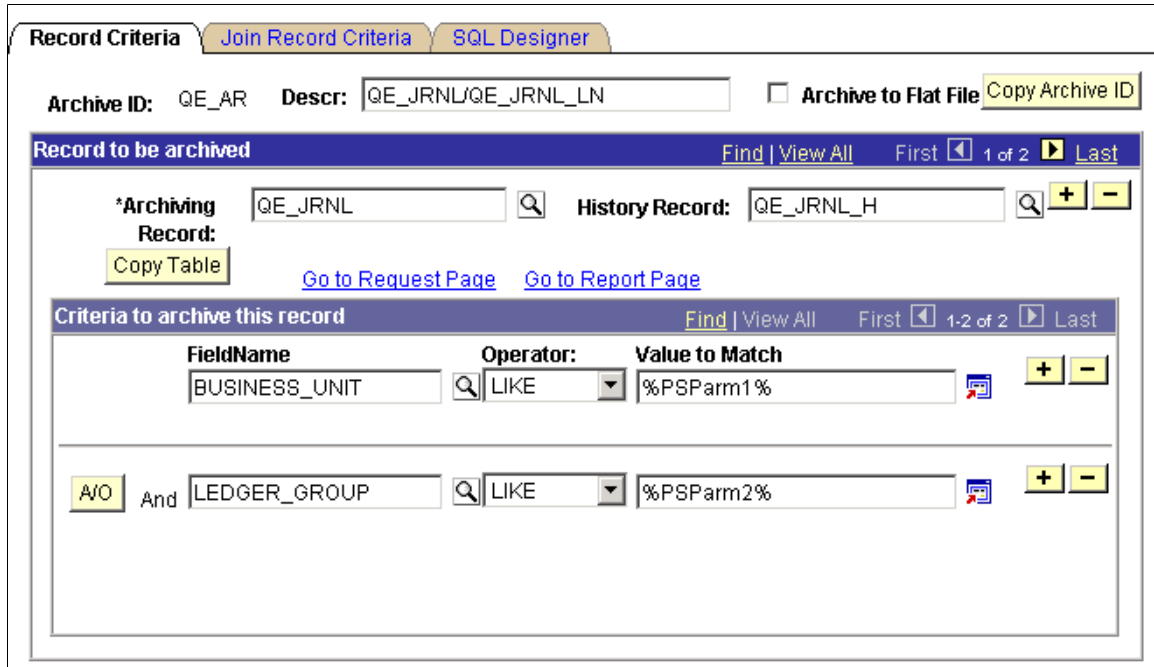 Record Criteria Join Record Criteria SQL Designer
Archive ID: QE_AR Descr: QE_JRNL/QE_JRNL_LN Archive to Flat File Copy Archive ID
Record to be archived Find | View All First 1 of 2 Last
*Archiving Record: QE_JRNL History Record: QE_JRNL_H + −
Copy Table Go to Request Page Go to Report Page
Criteria to archive this record Find | View All First 1-2 of 2 Last
FieldName Operator: Value to Match
BUSINESS_UNIT LIKE %PSParm1% + −
A/O And LEDGER_GROUP LIKE %PSParm2% + −